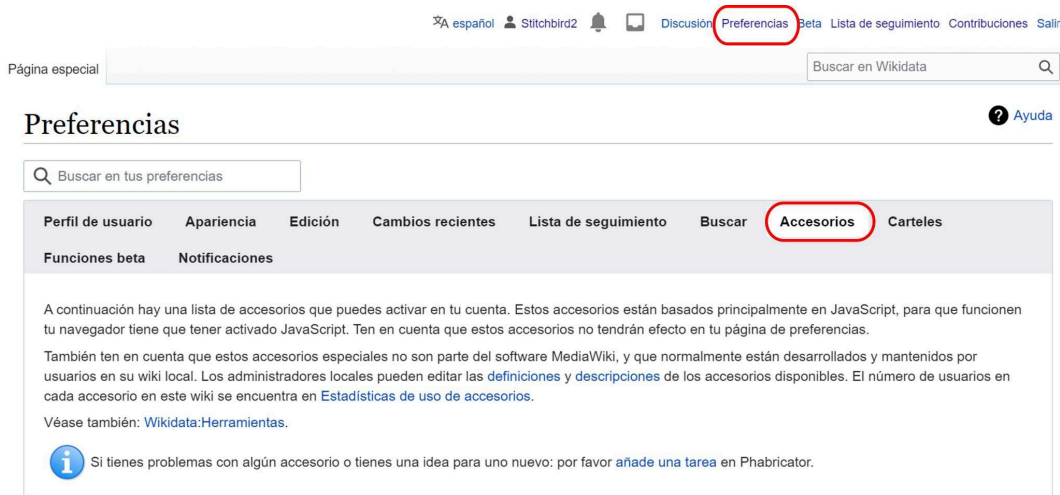 español Stitchbird2 Discusión Preferencias Beta Lista de seguimiento Contribuciones Salir
Página especial
Buscar en Wikidata
Preferencias
Ayuda
Buscar en tus preferencias
Perfil de usuario Apariencia Edición Cambios recientes Lista de seguimiento Buscar Accesorios Carteles
Funciones beta Notificaciones
A continuación hay una lista de accesorios que puedes activar en tu cuenta. Estos accesorios están basados principalmente en JavaScript, para que funcionen
tu navegador tiene que tener activado JavaScript. Ten en cuenta que estos accesorios no tendrán efecto en tu página de preferencias.
También ten en cuenta que estos accesorios especiales no son parte del software MediaWiki, y que normalmente están desarrollados y mantenidos por
usuarios en su wiki local. Los administradores locales pueden editar las definiciones y descripciones de los accesorios disponibles. El número de usuarios en
cada accesorio en este wiki se encuentra en Estadísticas de uso de accesorios.
Véase también: Wikidata:Herramientas.
Si tienes problemas con algún accesorio o tienes una idea para uno nuevo: por favor añade una tarea en Phabricator.